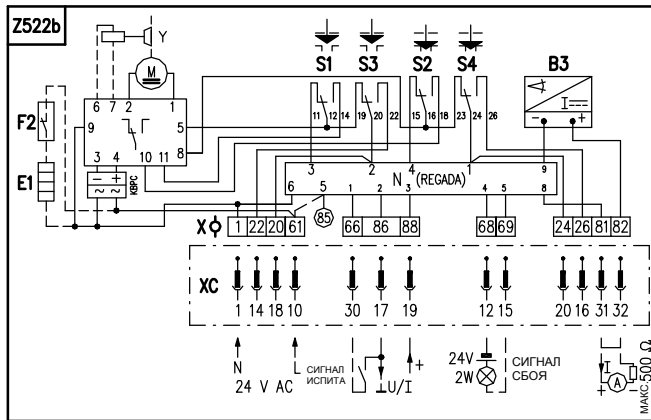 Z522b
Y
M
S1 S3 S2 S4 B3
F2
E1
6 7 2 1
9 5
8
3 4 10 11
КВРС
11 12 14 19 20 22 15 16 18 23 24 26
I
3 2 4 1 9
N (REGADA)
6 5 1 2 3 4 5 8
85
X 1 22 20 61 66 86 88 68 69 24 26 81 82
XC
1 14 18 10 30 17 19 12 15 20 16 31 32
N L
24 V AC
СИГНАЛ
ИСПИТА
U/I
+
24V
2W
СИГНАЛ
СБОЯ
I
A
МАКС.500 Ω